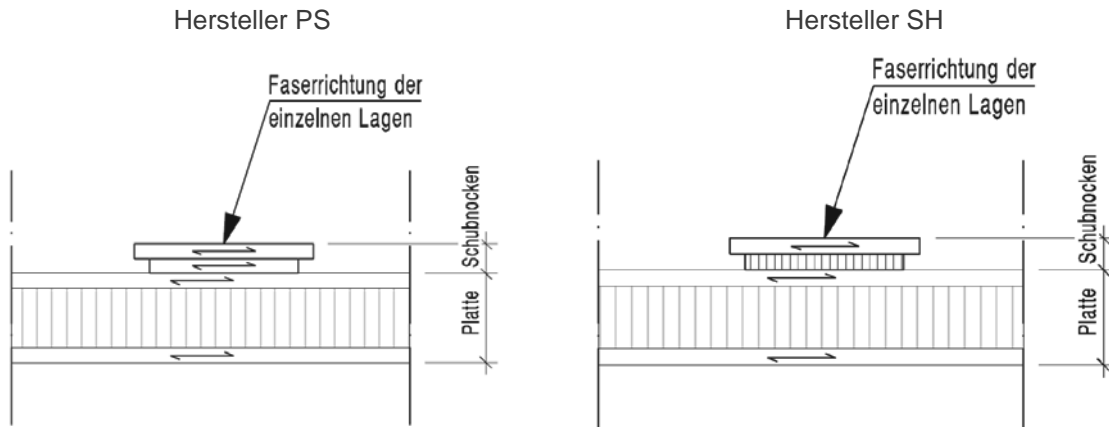 Hersteller PS
Faserrichtung der
einzelnen Lagen
Schubnocken
Platte
Hersteller SH
Faserrichtung der
einzelnen Lagen
Schubnocken
Platte